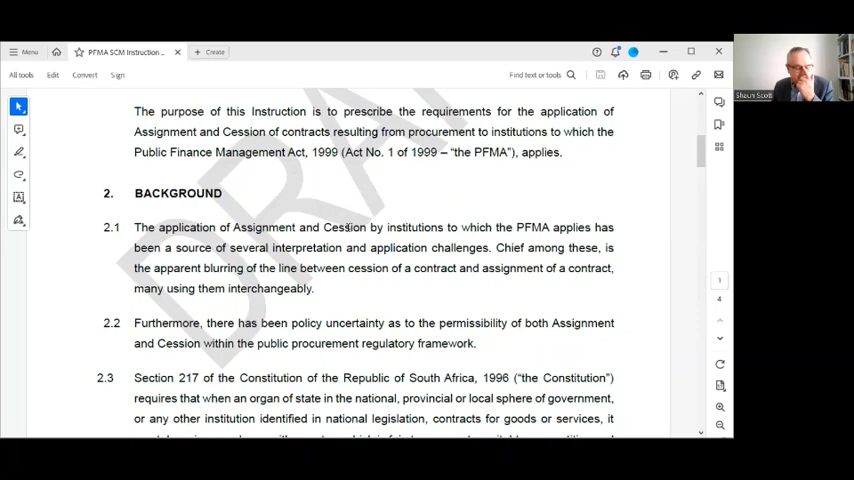 Menu
PFMA SCM Instruction ...
Create
All tools
Edit
Convert
Sign
Find text or tools
Shaun Scott
The purpose of this Instruction is to prescribe the requirements for the application of
Assignment and Cession of contracts resulting from procurement to institutions to which the
Public Finance Management Act, 1999 (Act No. 1 of 1999 – “the PFMA”), applies.
2. BACKGROUND
2.1 The application of Assignment and Cession by institutions to which the PFMA applies has
been a source of several interpretation and application challenges. Chief among these, is
the apparent blurring of the line between cession of a contract and assignment of a contract,
many using them interchangeably.
2.2 Furthermore, there has been policy uncertainty as to the permissibility of both Assignment
and Cession within the public procurement regulatory framework.
2.3 Section 217 of the Constitution of the Republic of South Africa, 1996 (“the Constitution”)
requires that when an organ of state in the national, provincial or local sphere of government,
or any other institution identified in national legislation, contracts for goods or services, it
DRA
1
4